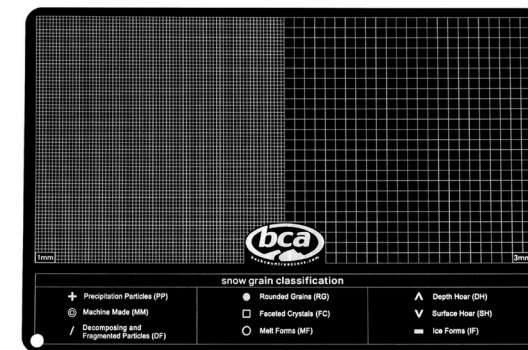 bca
backcountryaccess.com
1mm
3mm
snow grain classification
Precipitation Particles (PP)
Rounded Grains (RG)
Depth Hoar (DH)
Machine Made (MM)
Faceted Crystals (FC)
Surface Hoar (SH)
Decomposing and
Fragmented Particles (DF)
Melt Forms (MF)
Ice Forms (IF)